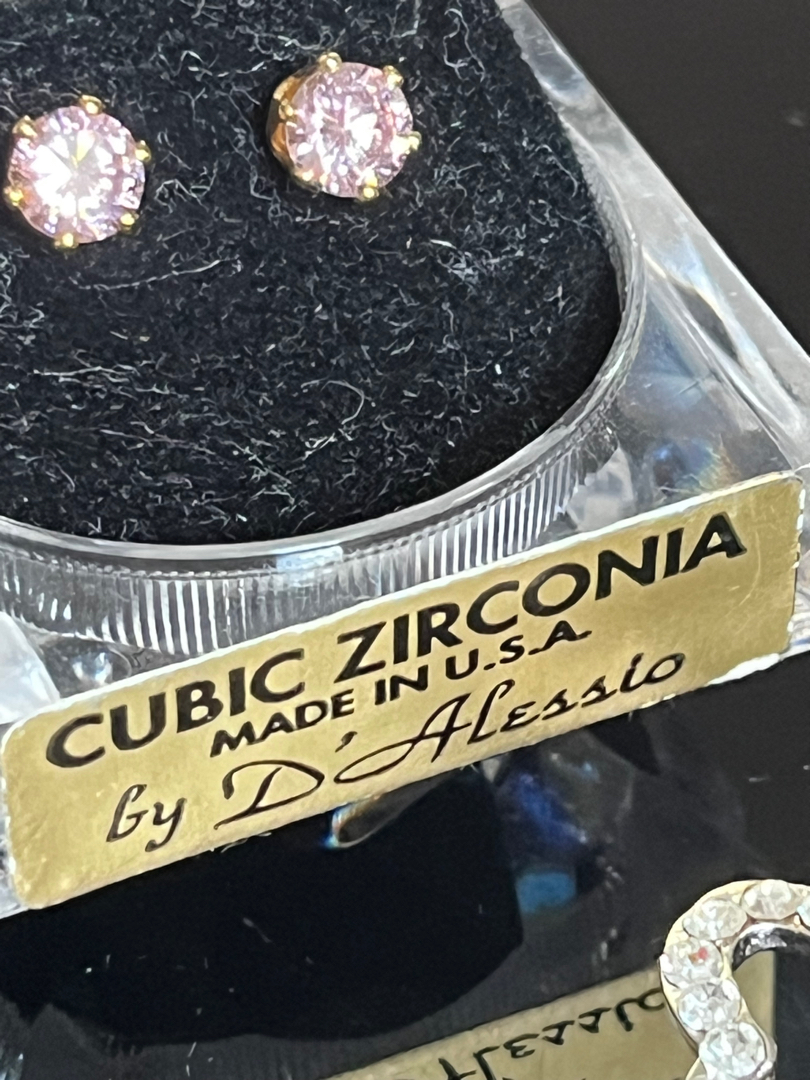 CUBIC ZIRCONIA
MADE IN U.S.A.
by D'Alessio